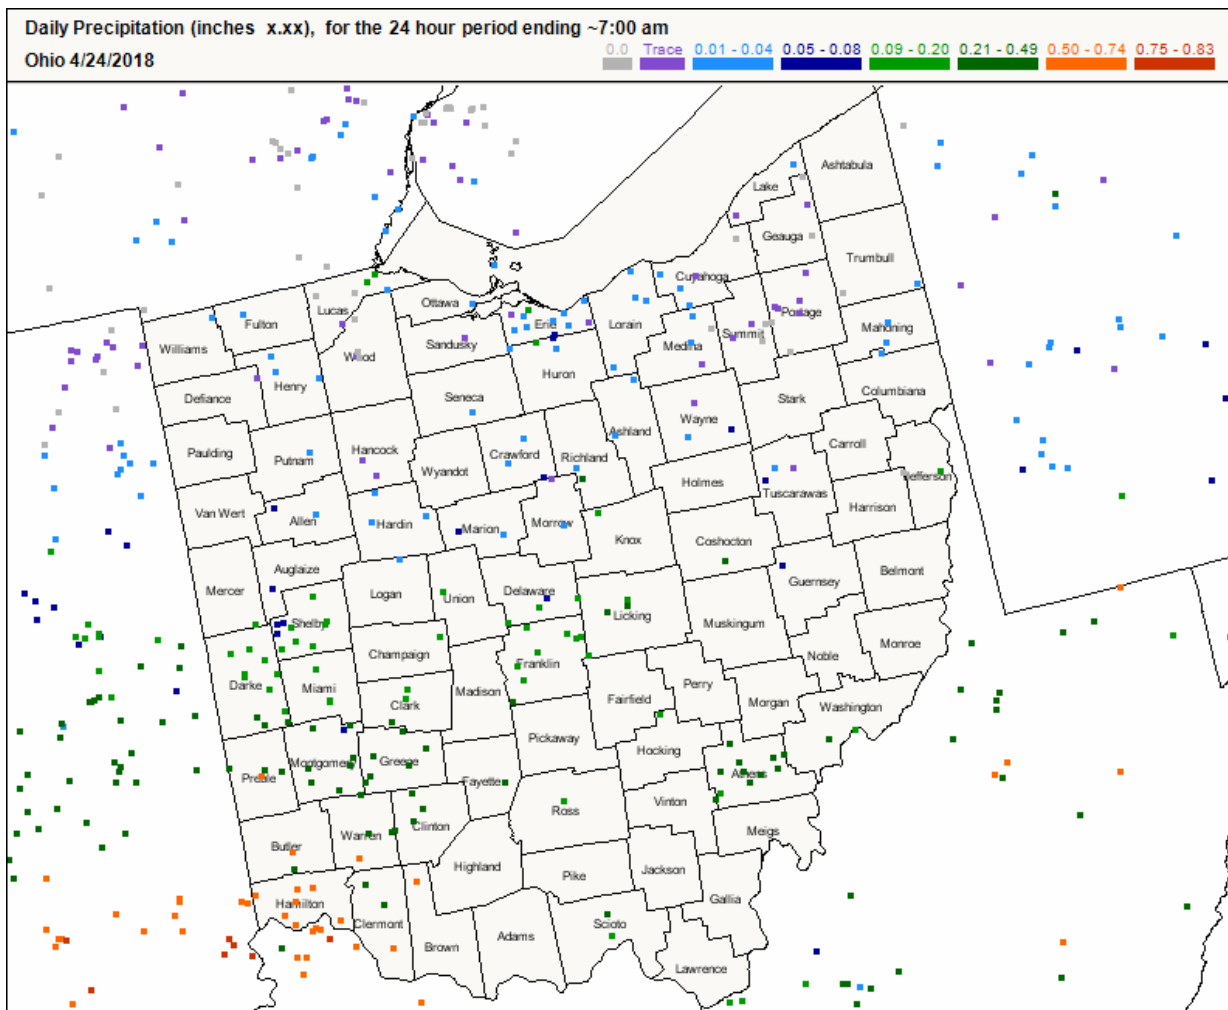 Daily Precipitation (inches x.xx), for the 24 hour period ending ~7:00 am
Ohio 4/24/2018
0.0 Trace 0.01 - 0.04 0.05 - 0.08 0.09 - 0.20 0.21 - 0.49 0.50 - 0.74 0.75 - 0.83
Ashtabula
Lake
Geauga
Trumbull
Cuyahoga
Ottawa
Lucas
Portage
Fulton
Erie
Lorain
Mahoning
Summit
Sandusky
Medina
Williams
Wood
Huron
Henry
Columbiana
Seneca
Stark
Defiance
Wayne
Ashland
Carroll
Hancock
Paulding
Crawford
Richland
Putnam
Wyandot
Jefferson
Holmes
Tuscarawas
Harrison
Van Wert
Allen
Hardin
Morrow
Marion
Knox
Coshocton
Auglaize
Belmont
Guernsey
Mercer
Delaware
Logan
Union
Licking
Shelby
Muskingum
Monroe
Champaign
Noble
Franklin
Perry
Darke
Miami
Madison
Fairfield
Morgan
Clark
Washington
Pickaway
Hocking
Montgomery
Greene
Athens
Preble
Fayette
Vinton
Ross
Clinton
Meigs
Warren
Butler
Highland
Jackson
Pike
Gallia
Hamilton
Clermont
Scioto
Adams
Brown
Lawrence